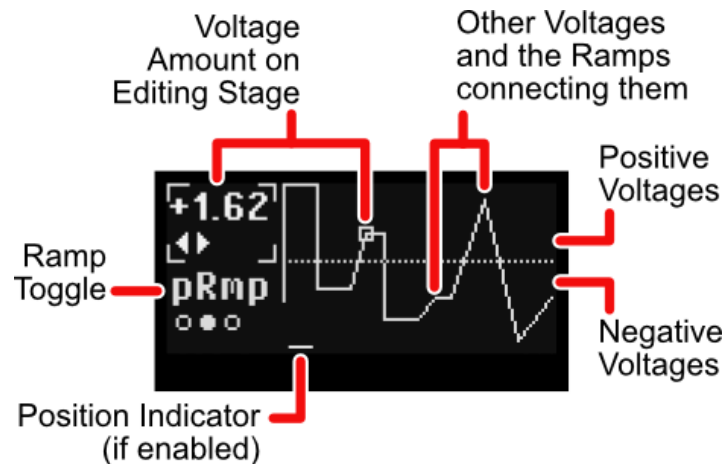 Voltage
Amount on
Editing Stage
Other Voltages
and the Ramps
connecting them
Positive
Voltages
+1.62
Ramp
Toggle
pRmp
Negative
Voltages
Position Indicator
(if enabled)